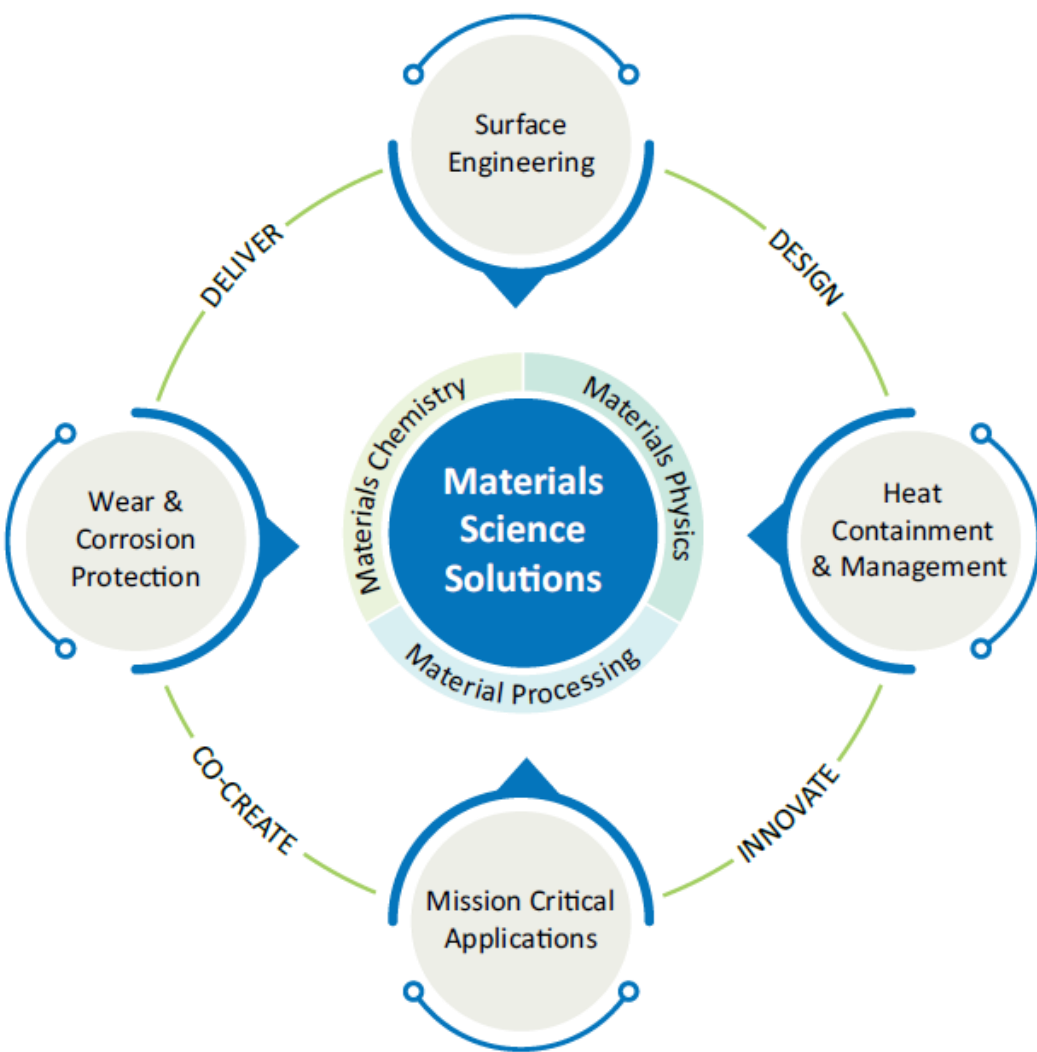 Surface
Engineering
DELIVER
DESIGN
Materials Chemistry
Materials Physics
Materials
Science
Solutions
Material Processing
Wear &
Corrosion
Protection
Heat
Containment
& Management
CO-CREATE
INNOVATE
Mission Critical
Applications